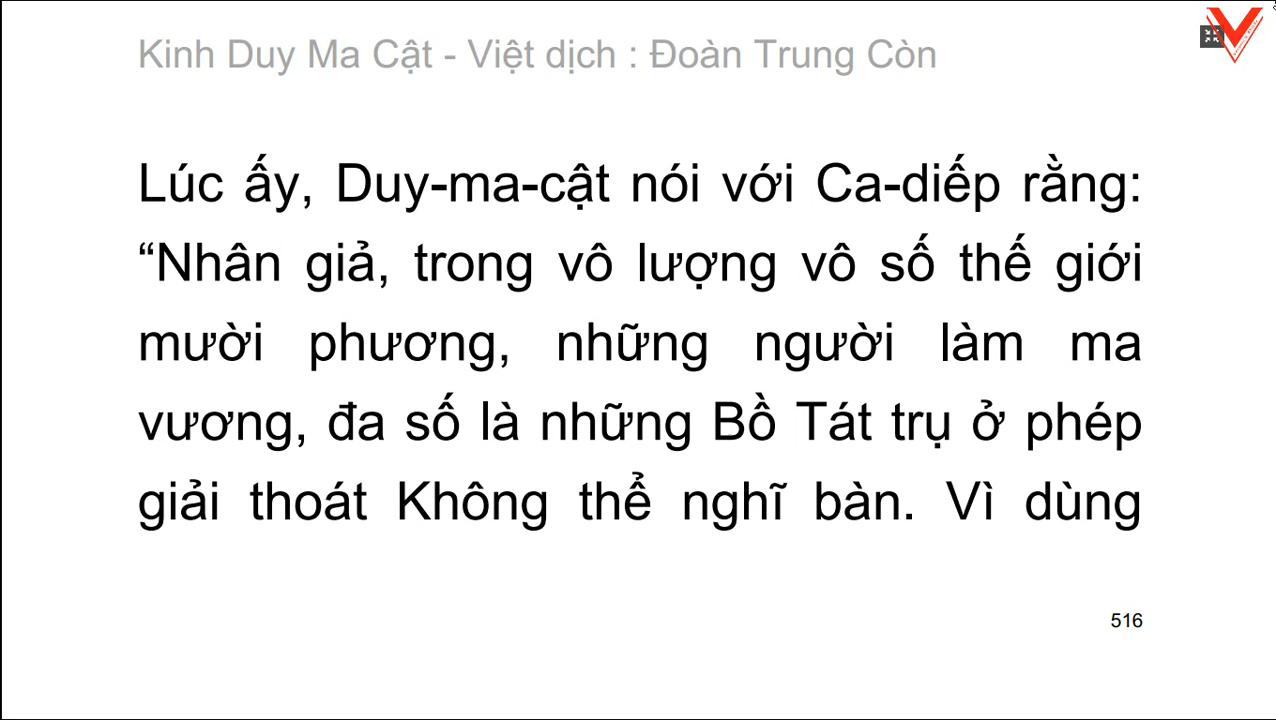 Kinh Duy Ma Cật - Việt dịch : Đoàn Trung Còn
Lúc ấy, Duy-ma-cật nói với Ca-diếp rằng:
“Nhân giả, trong vô lượng vô số thế giới
mười phương, những người làm ma
vương, đa số là những Bồ Tát trụ ở phép
giải thoát Không thể nghĩ bàn. Vì dùng
516